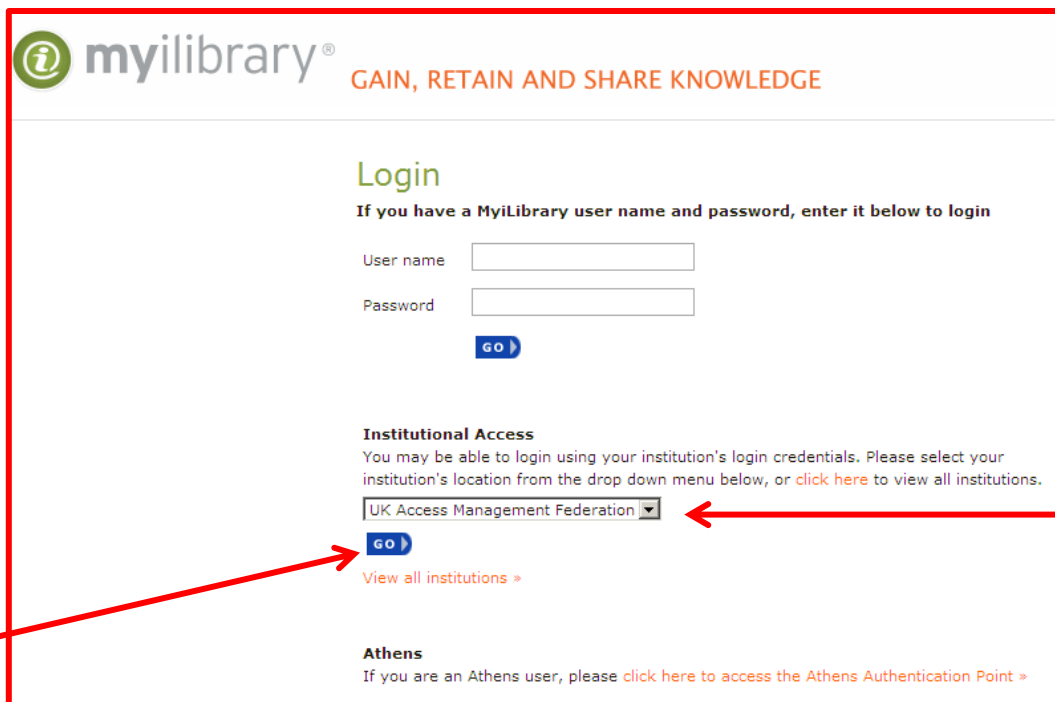 myilibrary®
GAIN, RETAIN AND SHARE KNOWLEDGE
Login
If you have a MyiLibrary user name and password, enter it below to login
User name
Password
GO
Institutional Access
You may be able to login using your institution's login credentials. Please select your
institution's location from the drop down menu below, or click here to view all institutions.
UK Access Management Federation
GO
View all institutions »
Athens
If you are an Athens user, please click here to access the Athens Authentication Point »